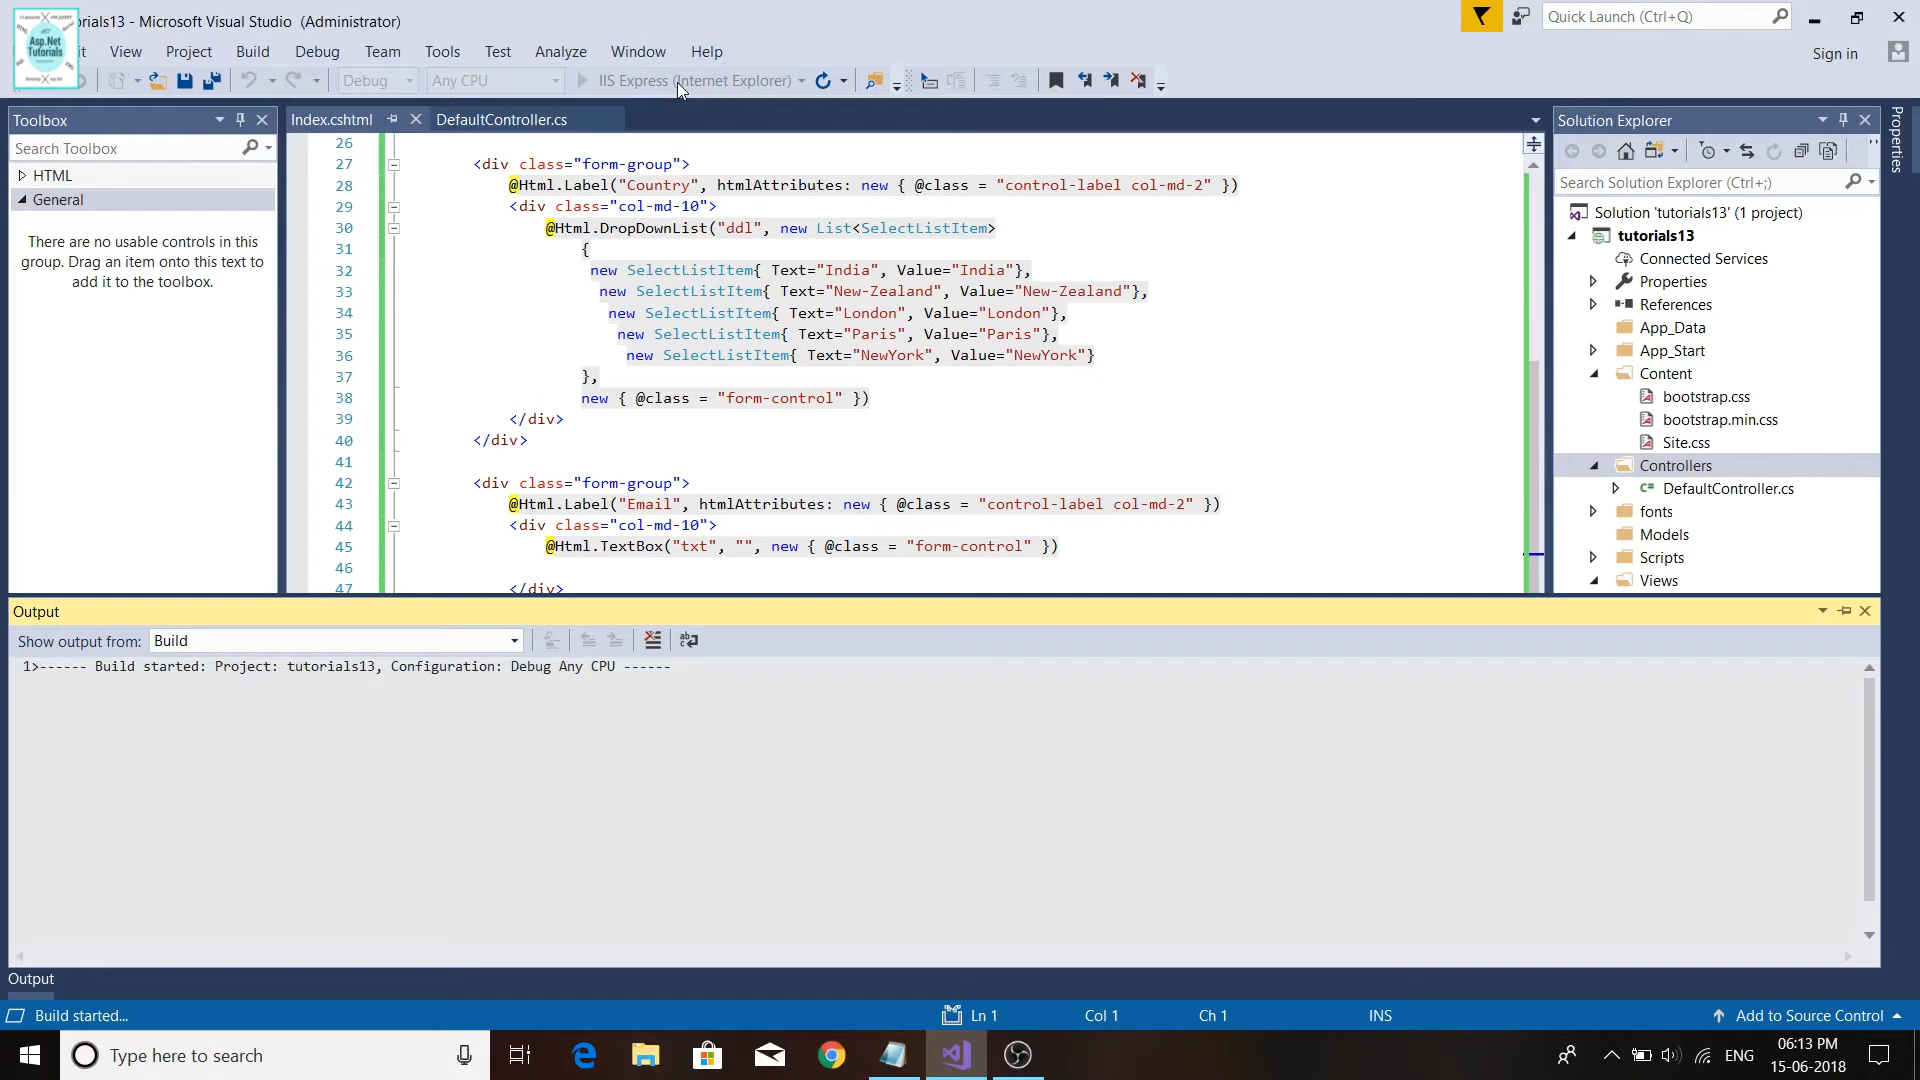 orials13 - Microsoft Visual Studio (Administrator)
Quick Launch (Ctrl+Q)
Asp.Net
Tutorials
View Project Build Debug Team Tools Test Analyze Window Help
Sign in
Debug Any CPU IIS Express (Internet Explorer)
Toolbox
Search Toolbox
HTML
General
There are no usable controls in this
group. Drag an item onto this text to
add it to the toolbox.
Index.cshtml DefaultController.cs
26
27 <div class="form-group">
28 @Html.Label("Country", htmlAttributes: new { @class = "control-label col-md-2" })
29 <div class="col-md-10">
30 @Html.DropDownList("ddl", new List<SelectListItem>
31 {
32 new SelectListItem{ Text="India", Value="India"},
33 new SelectListItem{ Text="New-Zealand", Value="New-Zealand"},
34 new SelectListItem{ Text="London", Value="London"},
35 new SelectListItem{ Text="Paris", Value="Paris"},
36 new SelectListItem{ Text="NewYork", Value="NewYork"}
37 },
38 new { @class = "form-control" })
39 </div>
40 </div>
41
42 <div class="form-group">
43 @Html.Label("Email", htmlAttributes: new { @class = "control-label col-md-2" })
44 <div class="col-md-10">
45 @Html.TextBox("txt", "", new { @class = "form-control" })
46
47 </div>
Solution Explorer
Search Solution Explorer (Ctrl+;)
Solution 'tutorials13' (1 project)
tutorials13
Connected Services
Properties
References
App_Data
App_Start
Content
bootstrap.css
bootstrap.min.css
Site.css
Controllers
C# DefaultController.cs
fonts
Models
Scripts
Views
Properties
Output
Show output from: Build
1>------ Build started: Project: tutorials13, Configuration: Debug Any CPU ------
Output
Build started... Ln 1 Col 1 Ch 1 INS Add to Source Control
Type here to search
ENG
06:13 PM
15-06-2018